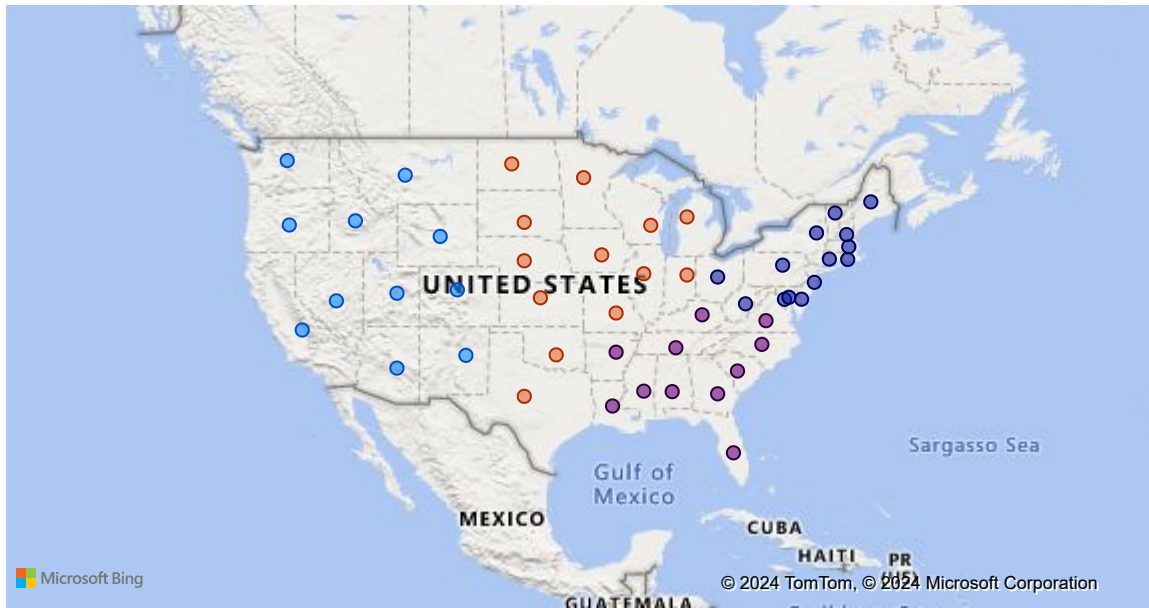 UNITED STATES
Sargasso Sea
Gulf of
Mexico
MEXICO
CUBA
HAITI
PR
(US)
Microsoft Bing
© 2024 TomTom, © 2024 Microsoft Corporation
GUATEMALA